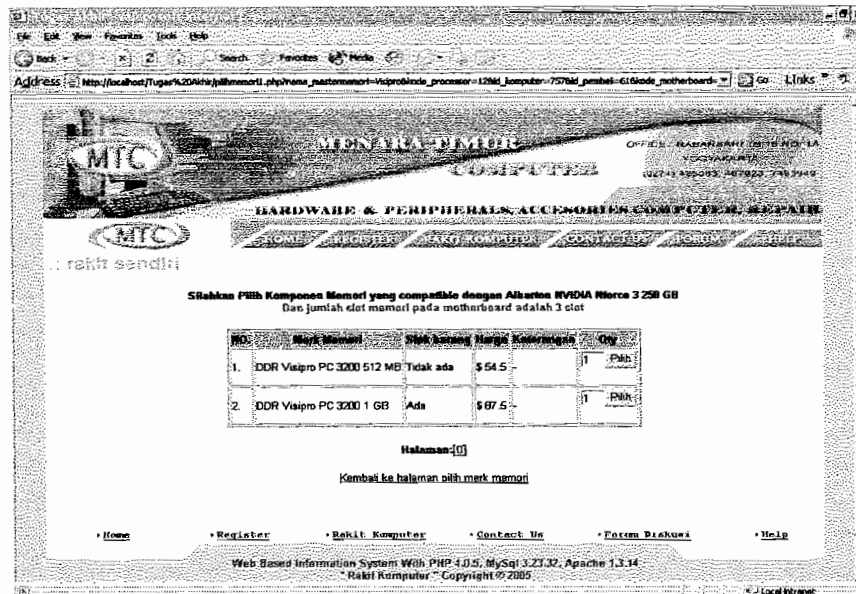 File Edit View Favorites Tools Help
Back Search Favorites Media
Address http://localhost/Tugas%20Akhir/pilihmemori1.php?nama_mastermemori=Visipro&kode_processor=12&id_komputer=757&id_pembeli=61&kode_motherboard= Go Links
MTC
MENARA TIMUR
COMPUTER
YOGYAKARTA
HARDWARE & PERIPHERALS, ACCESORIES COMPUTER, REPAIR
MTC
HOME REGISTER RAKIT KOMPUTER CONTACT US FORUM HELP
.: rakit sendiri
Silahkan Pilih Komponen Memori yang compatible dengan Albatron NVIDIA Nforce 3 250 GB
Dan jumlah slot memori pada motherboard adalah 3 slot
NO. Merk Memori Stok barang Harga Keterangan Qty
1. DDR Visipro PC 3200 512 MB Tidak ada $ 54.5 - 1 Pilih
2. DDR Visipro PC 3200 1 GB Ada $ 87.5 - 1 Pilih
Halaman:[1]
Kembali ke halaman pilih merk memori
Home Register Rakit Komputer Contact Us Forum Diskusi Help
Web Based Information System With PHP 4.0.5, MySql 3.23.32, Apache 1.3.14
"Rakit Komputer" Copyright © 2005
Local intranet